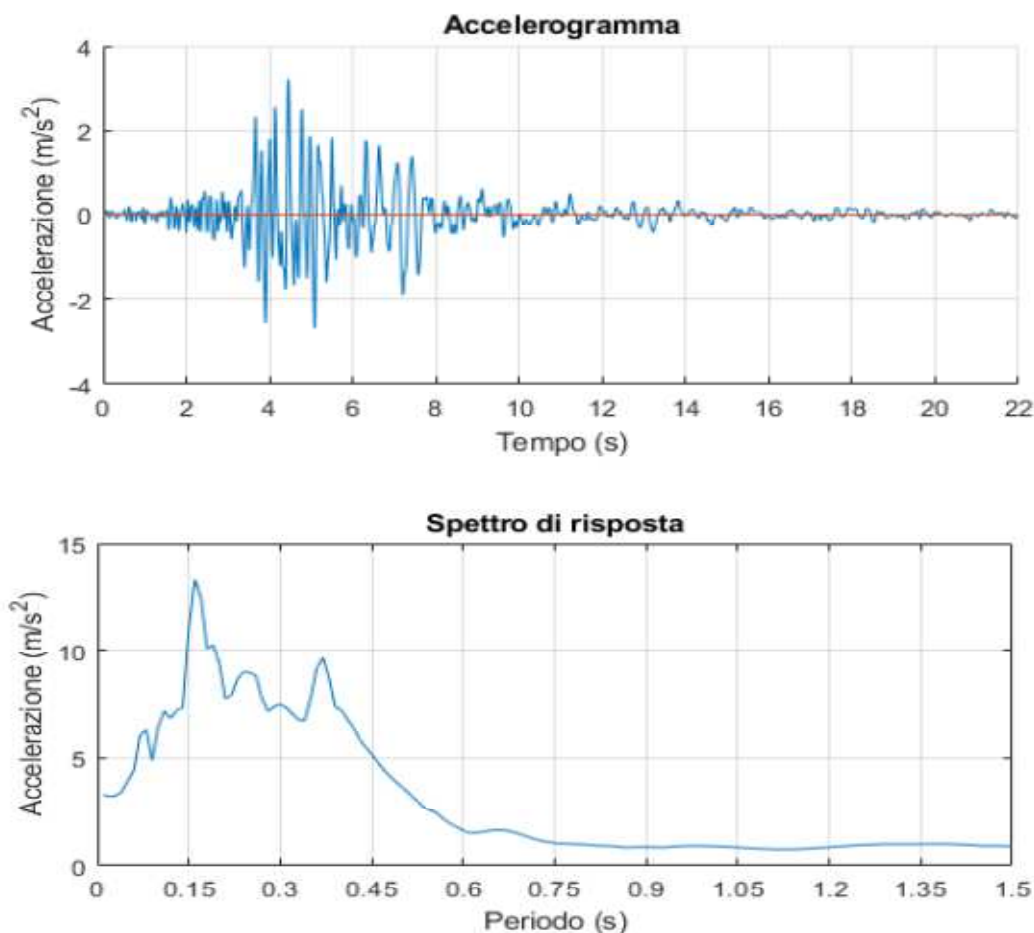 Accelerogramma
Accelerazione (m/s²)
4
2
0
-2
-4
0 2 4 6 8 10 12 14 16 18 20 22
Tempo (s)
Spettro di risposta
Accelerazione (m/s²)
15
10
5
0
0 0.15 0.3 0.45 0.6 0.75 0.9 1.05 1.2 1.35 1.5
Periodo (s)